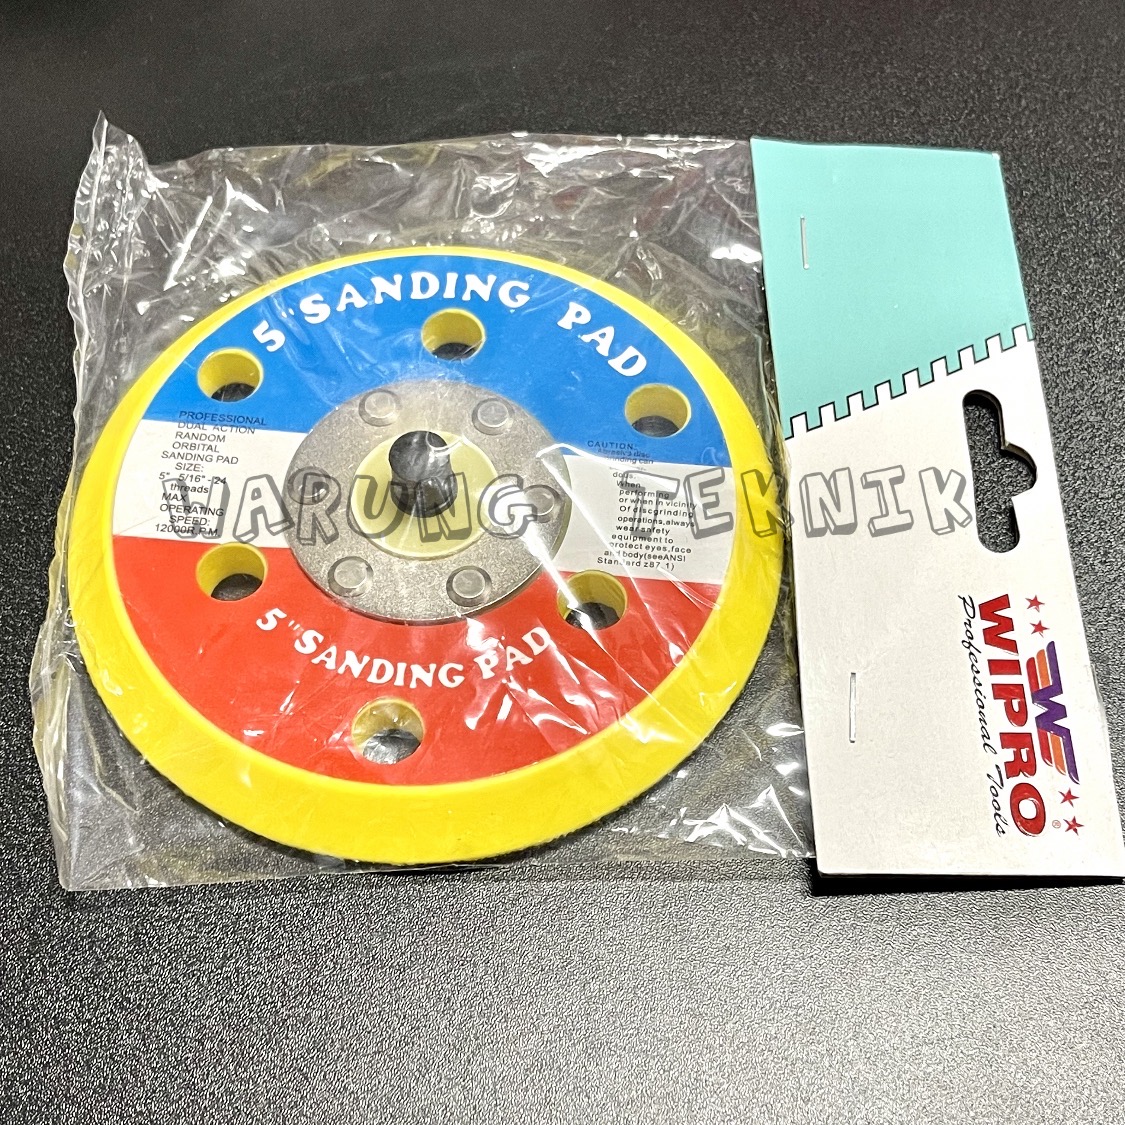 5" SANDING PAD
PROFESSIONAL
DUAL ACTION
RANDOM
ORBITAL
SANDING PAD
SIZE:
5" 5/16"-24
threads
MAX
OPERATING
SPEED:
12000R.P.M.
CAUTION:
disc
can
When
performing
or when in vicinity
Of discgrinding
operations,always
wear safety
equipment to
protect eyes,face
and body(seeANSI
Standard z87.1)
5" SANDING PAD
WARUNG TEKNIK
W
WIPRO®
Professional Tools